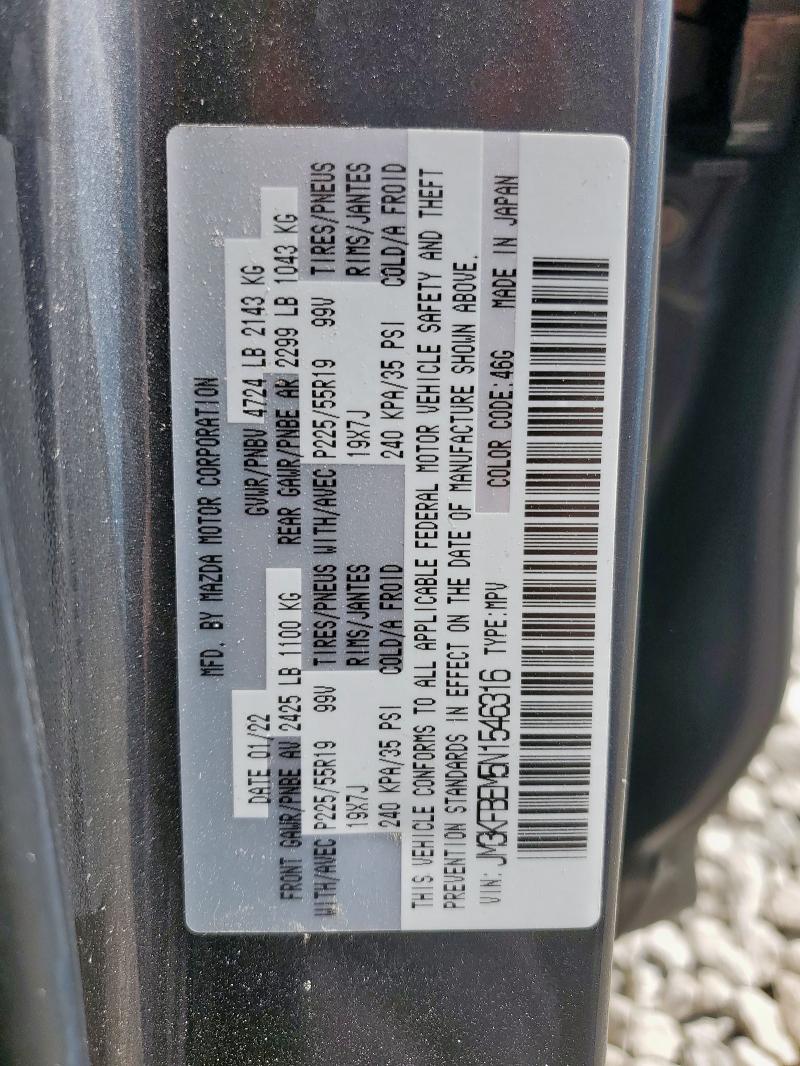 MFD. BY MAZDA MOTOR CORPORATION
DATE 01/22 GVWR/PNBV 4724 LB 2143 KG
FRONT GAWR/PNBE AV 2425 LB 1100 KG REAR GAWR/PNBE AR 2299 LB 1043 KG
WITH/AVEC P225/55R19 99V TIRES/PNEUS WITH/AVEC P225/55R19 99V TIRES/PNEUS
19X7J RIMS/JANTES 19X7J RIMS/JANTES
240 KPA/35 PSI COLD/A FROID 240 KPA/35 PSI COLD/A FROID
THIS VEHICLE CONFORMS TO ALL APPLICABLE FEDERAL MOTOR VEHICLE SAFETY AND THEFT
PREVENTION STANDARDS IN EFFECT ON THE DATE OF MANUFACTURE SHOWN ABOVE.
VIN: JM3KFBEM5N1546316 TYPE:MPV COLOR CODE:46G MADE IN JAPAN